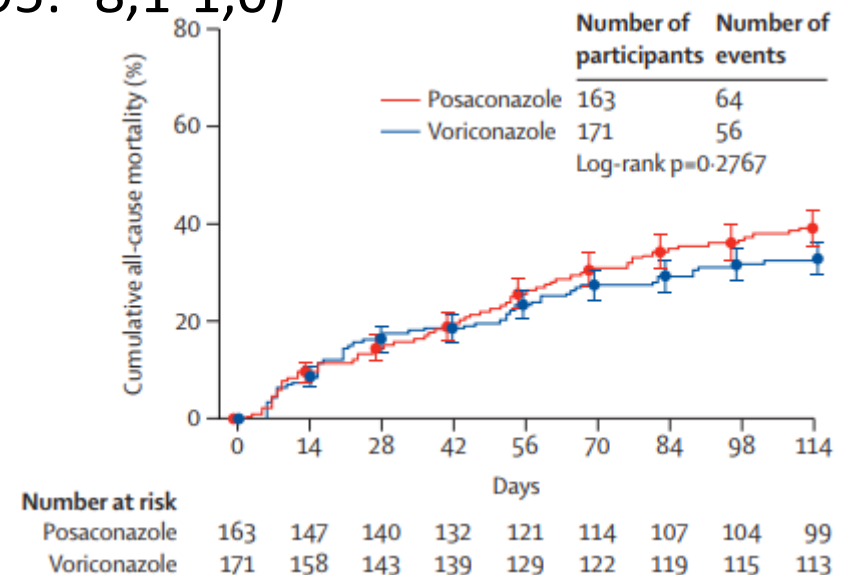 80
60
40
20
0
Cumulative all-cause mortality (%)
Number of participants
Number of events
Posaconazole 163 64
Voriconazole 171 56
Log-rank p=0·2767
0 14 28 42 56 70 84 98 114
Days
Number at risk
Posaconazole 163 147 140 132 121 114 107 104 99
Voriconazole 171 158 143 139 129 122 119 115 113